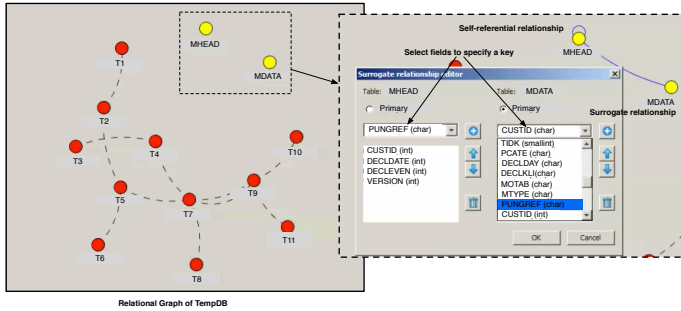 MHEAD
MDATA
T1
T2
T3
T4
T5
T6
T7
T8
T9
T10
T11
Relational Graph of TempDB
Self-referential relationship
MHEAD
Select fields to specify a key
MDATA
Surrogate relationship
Surrogate relationship editor
Table: MHEAD
Table: MDATA
Primary
Primary
PUNGREF (char)
CUSTID (char)
CUSTID (int)
DECLDATE (int)
DECLEVEN (int)
VERSION (int)
TIDK (smallint)
PCATE (char)
DECLDAY (char)
DECLKLI(char)
MOTAB (char)
MTYPE (char)
PUNGREF (char)
CUSTID (int)
OK
Cancel